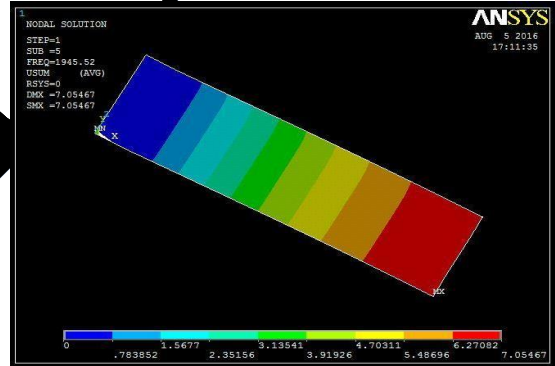 1
NODAL SOLUTION
ANSYS
STEP=1
SUB =5
FREQ=1945.52
USUM (AVG)
RSYS=0
DMX =7.05467
SMX =7.05467
AUG 5 2016
17:11:35
Y
MN
X
MX
0 1.5677 3.13541 4.70311 6.27082
.783852 2.35156 3.91926 5.48696 7.05467